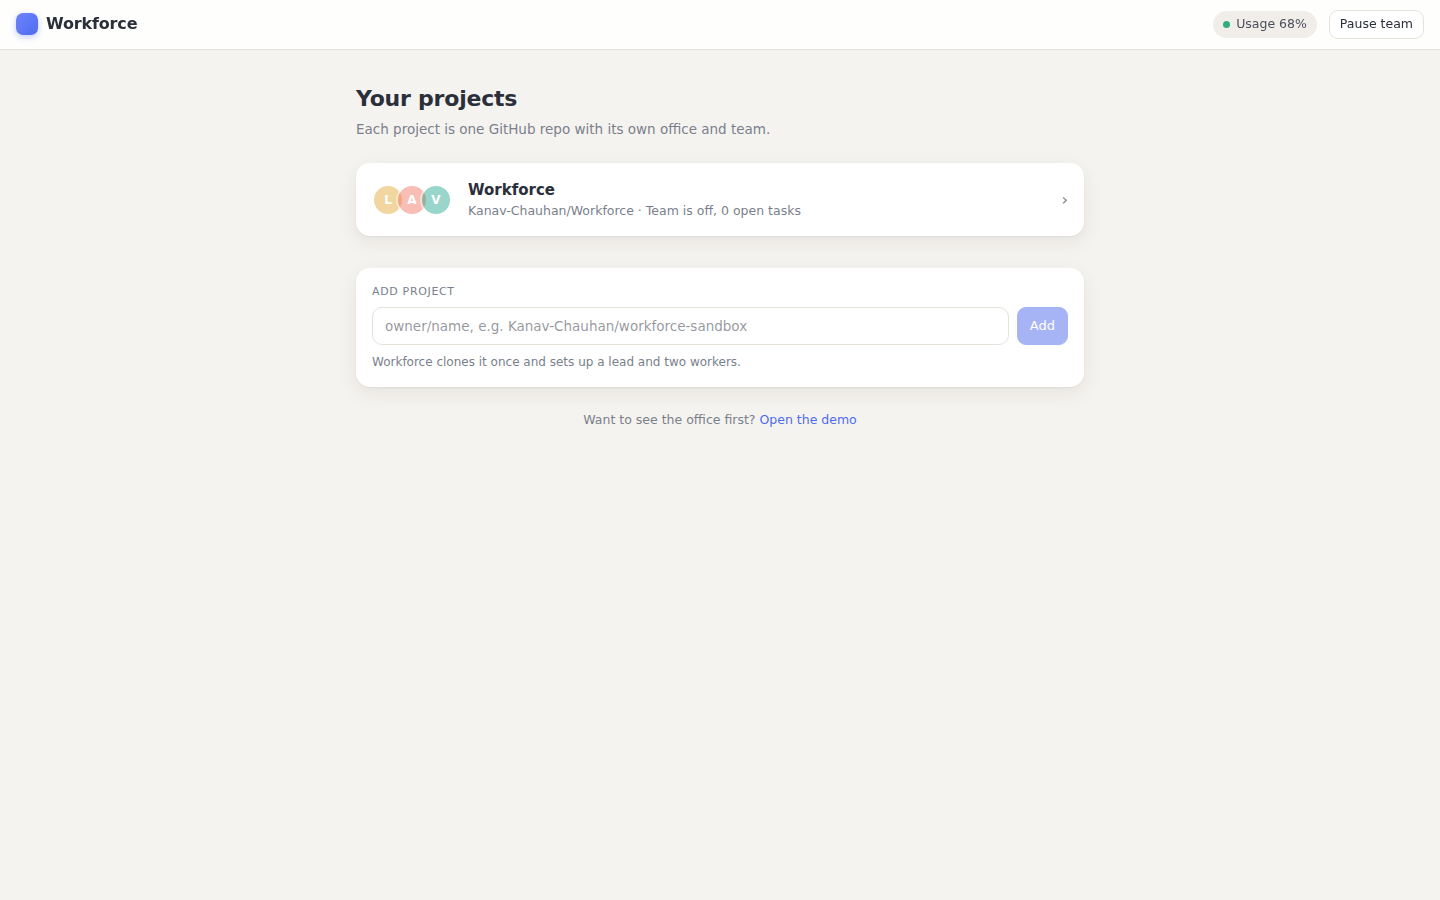 Workforce
Usage 68%
Pause team
Your projects
Each project is one GitHub repo with its own office and team.
L A V
Workforce
Kanav-Chauhan/Workforce · Team is off, 0 open tasks
›
ADD PROJECT
owner/name, e.g. Kanav-Chauhan/workforce-sandbox
Add
Workforce clones it once and sets up a lead and two workers.
Want to see the office first? Open the demo